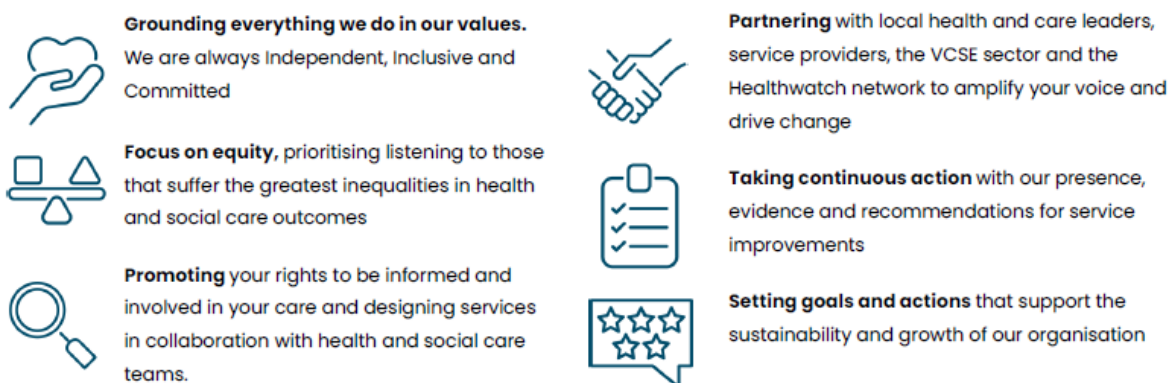 Grounding everything we do in our values.
We are always Independent, Inclusive and
Committed
Focus on equity, prioritising listening to those
that suffer the greatest inequalities in health
and social care outcomes
Promoting your rights to be informed and
involved in your care and designing services
in collaboration with health and social care
teams.
Partnering with local health and care leaders,
service providers, the VCSE sector and the
Healthwatch network to amplify your voice and
drive change
Taking continuous action with our presence,
evidence and recommendations for service
improvements
Setting goals and actions that support the
sustainability and growth of our organisation